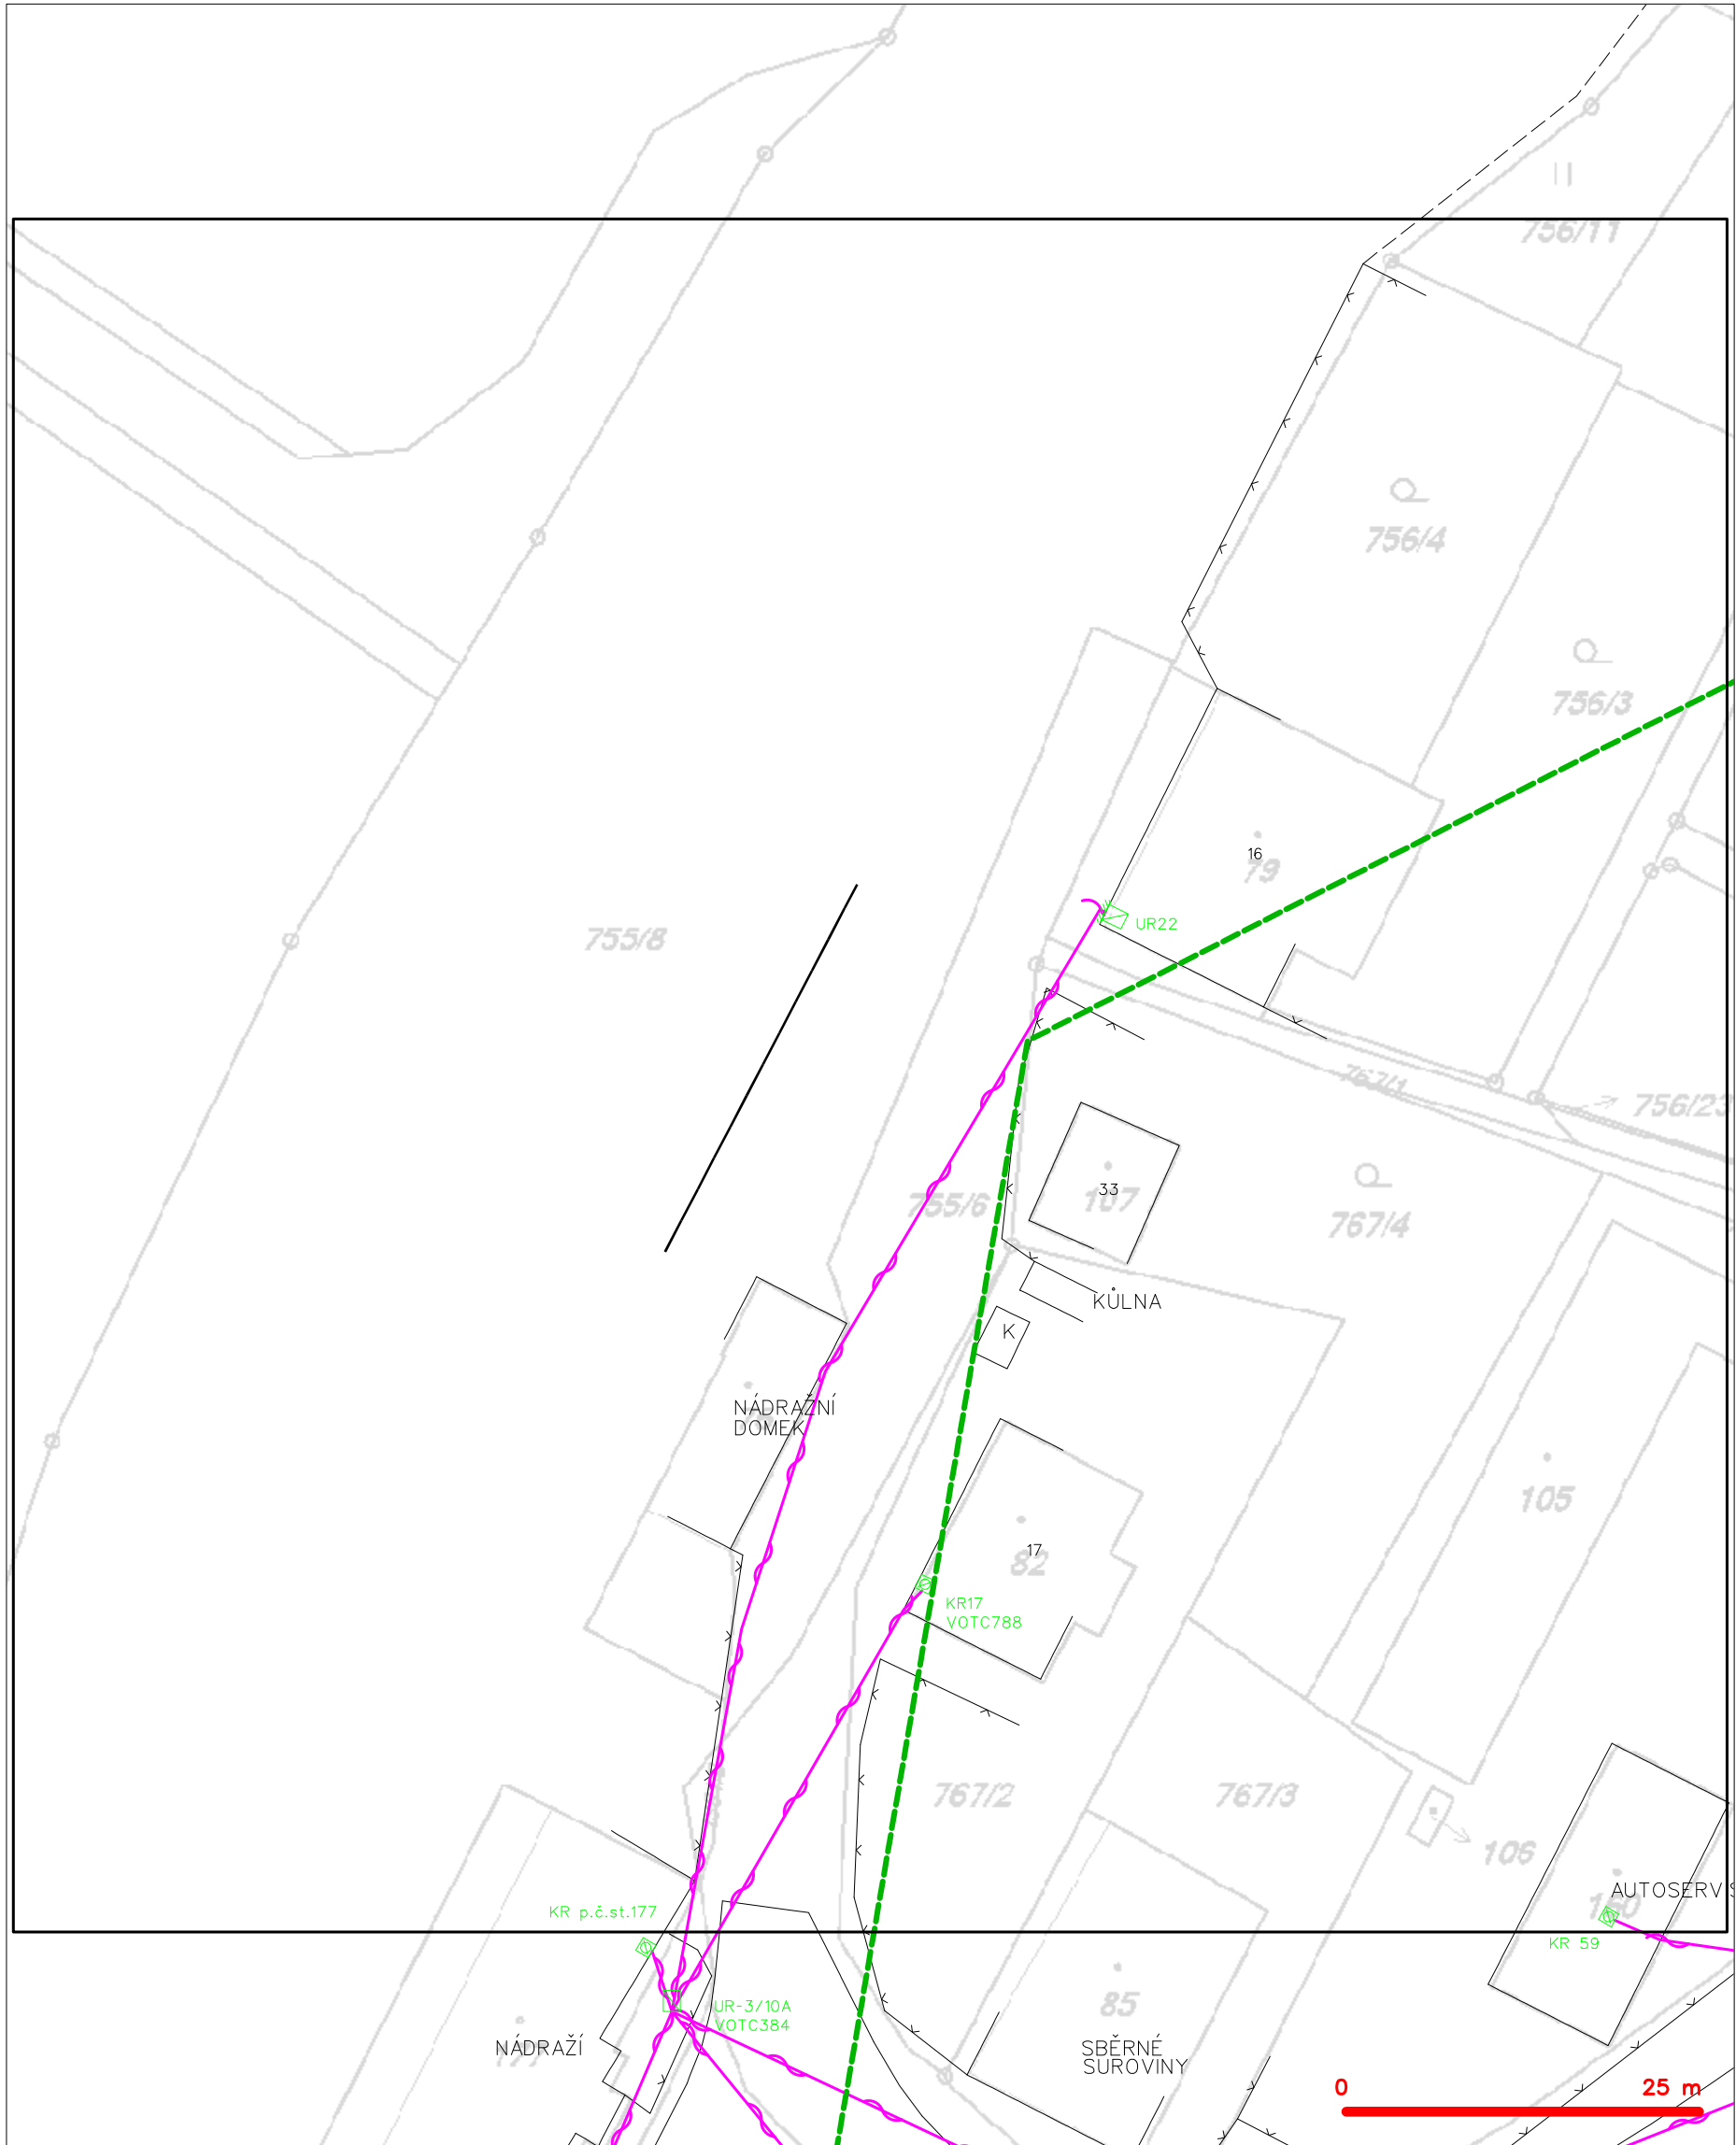 756/11
756/4
756/3
16
79
755/8
UR22
767/1
756/23
33
107
755/6
767/4
KŮLNA
K
NÁDRAŽNÍ
DOMEK
105
17
82
KR17
VOTC788
767/2
767/3
106
AUTOSERVIS
160
KR p.č.st.177
KR 59
UR-3/10A
VOTC384
85
NÁDRAŽÍ
177
SBĚRNÉ
SUROVINY
0
25 m